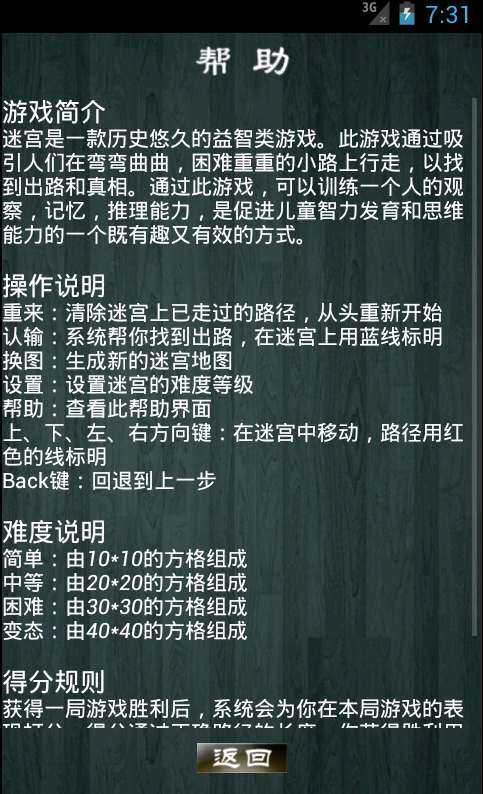 3G
7:31
帮 助
游戏简介
迷宫是一款历史悠久的益智类游戏。此游戏通过吸
引人们在弯弯曲曲，困难重重的小路上行走，以找
到出路和真相。通过此游戏，可以训练一个人的观
察，记忆，推理能力，是促进儿童智力发育和思维
能力的一个既有趣又有效的方式。
操作说明
重来：清除迷宫上已走过的路径，从头重新开始
认输：系统帮你找到出路，在迷宫上用蓝线标明
换图：生成新的迷宫地图
设置：设置迷宫的难度等级
帮助：查看此帮助界面
上、下、左、右方向键：在迷宫中移动，路径用红
色的线标明
Back键：回退到上一步
难度说明
简单：由10*10的方格组成
中等：由20*20的方格组成
困难：由30*30的方格组成
变态：由40*40的方格组成
得分规则
获得一局游戏胜利后，系统会为你在本局游戏的表
返回